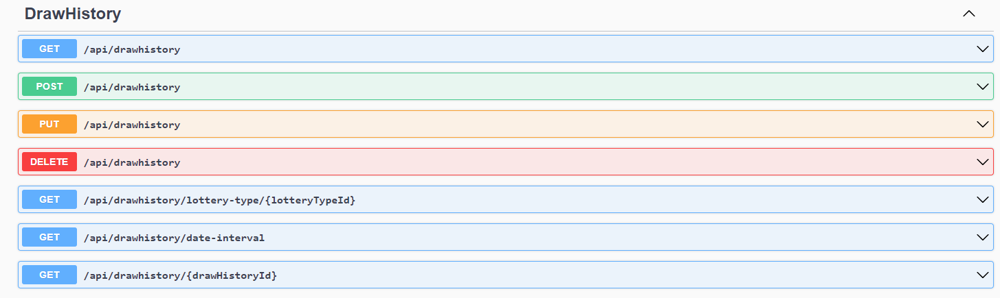 DrawHistory
GET /api/drawhistory
POST /api/drawhistory
PUT /api/drawhistory
DELETE /api/drawhistory
GET /api/drawhistory/lottery-type/{lotteryTypeId}
GET /api/drawhistory/date-interval
GET /api/drawhistory/{drawHistoryId}